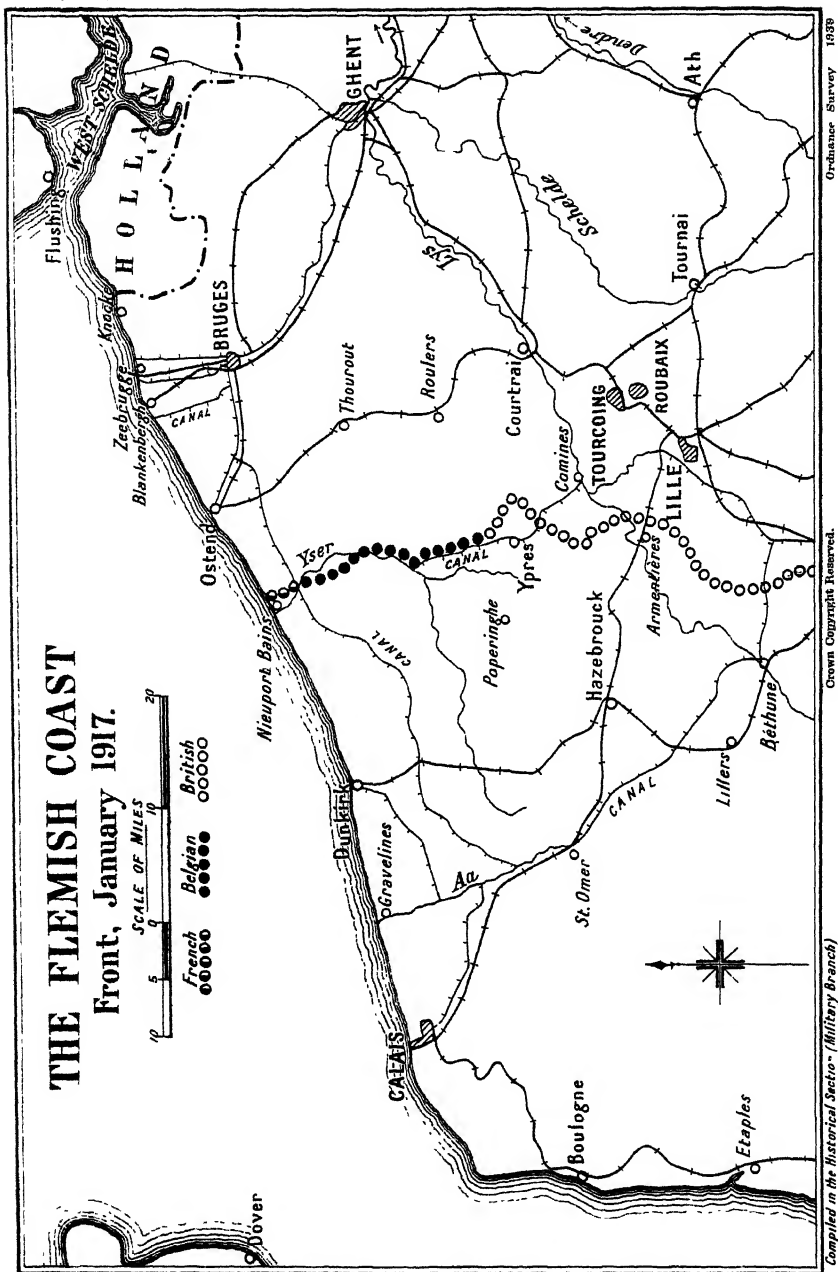 THE FLEMISH COAST
Front, January 1917.
SCALE OF MILES
10 5 0 10 20
French Belgian British
Dover
Flushing
WEST SCHELDE
HOLLAND
Knocke
Zeebrugge
Blankenberghe
CANAL
BRUGES
GHENT
Ostend
Nieuport Bains
Yser
Thourout
Roulers
Lys
Dendre
Schelde
Ath
Dunkirk
CANAL
CANAL
Ypres
Poperinghe
Courtrai
Comines
TOURCOING
ROUBAIX
Tournai
LILLE
Armentières
Gravelines
Aa
CALAIS
Hazebrouck
St. Omer
CANAL
Lillers
Béthune
Boulogne
Etaples
Compiled in the Historical Section (Military Branch)
Crown Copyright Reserved.
Ordnance Survey 1939